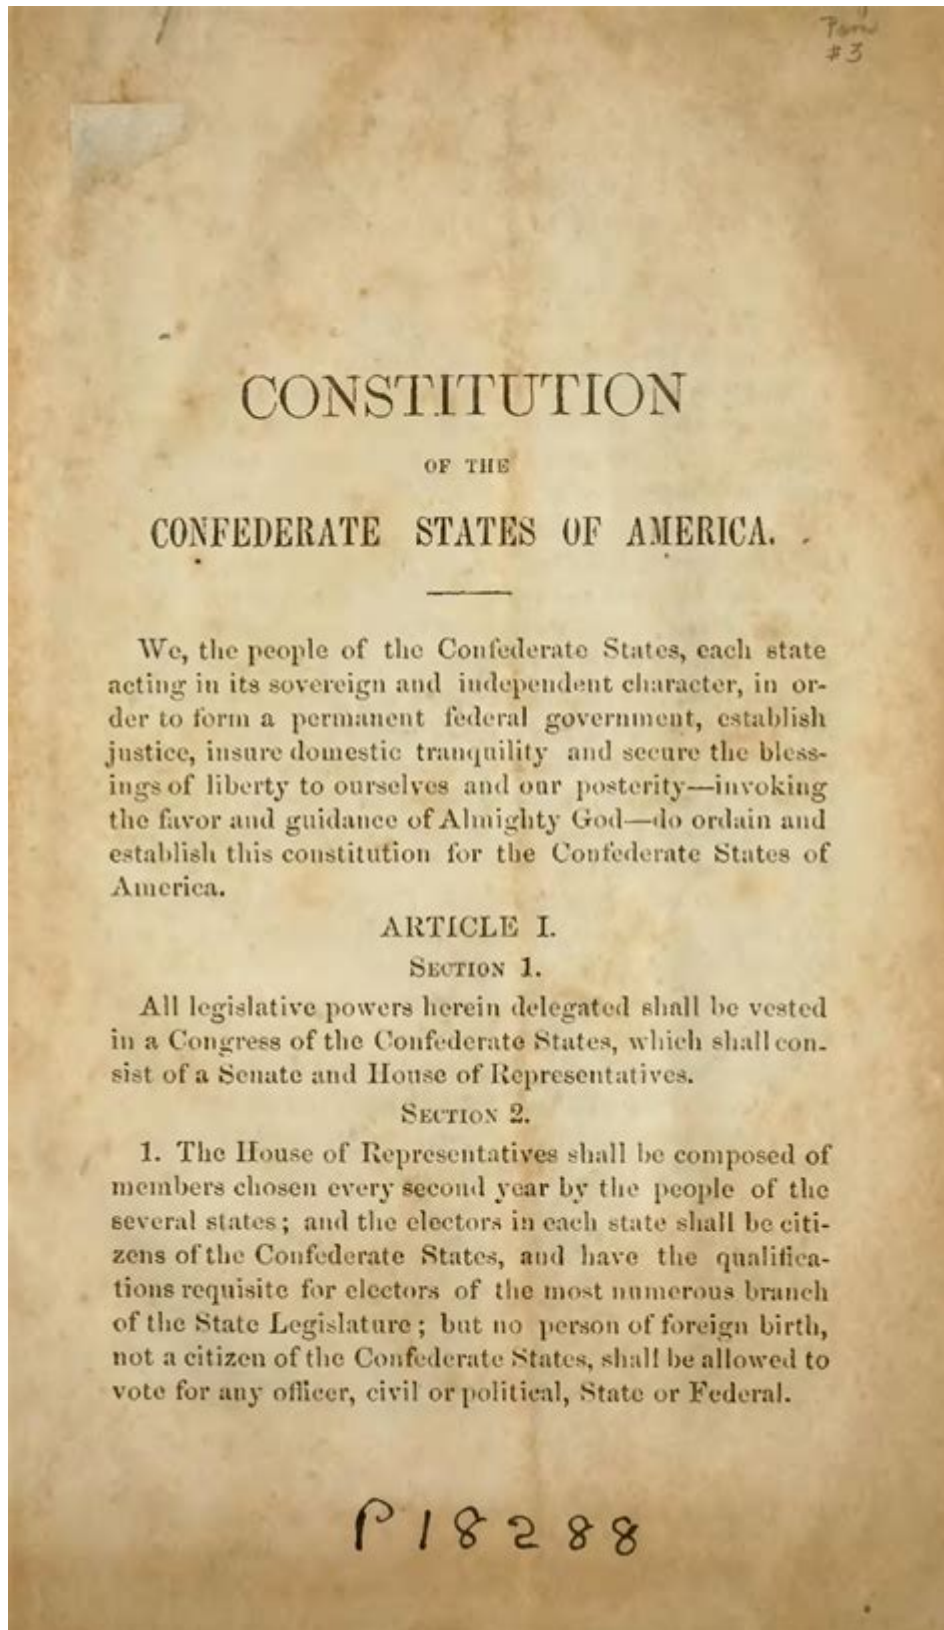 Pam
#3
CONSTITUTION
OF THE
CONFEDERATE STATES OF AMERICA.
We, the people of the Confederate States, each state
acting in its sovereign and independent character, in or-
der to form a permanent federal government, establish
justice, insure domestic tranquility and secure the bless-
ings of liberty to ourselves and our posterity—invoking
the favor and guidance of Almighty God—do ordain and
establish this constitution for the Confederate States of
America.
ARTICLE I.
SECTION 1.
All legislative powers herein delegated shall be vested
in a Congress of the Confederate States, which shall con-
sist of a Senate and House of Representatives.
SECTION 2.
1. The House of Representatives shall be composed of
members chosen every second year by the people of the
several states; and the electors in each state shall be citi-
zens of the Confederate States, and have the qualifica-
tions requisite for electors of the most numerous branch
of the State Legislature; but no person of foreign birth,
not a citizen of the Confederate States, shall be allowed to
vote for any officer, civil or political, State or Federal.
P18288